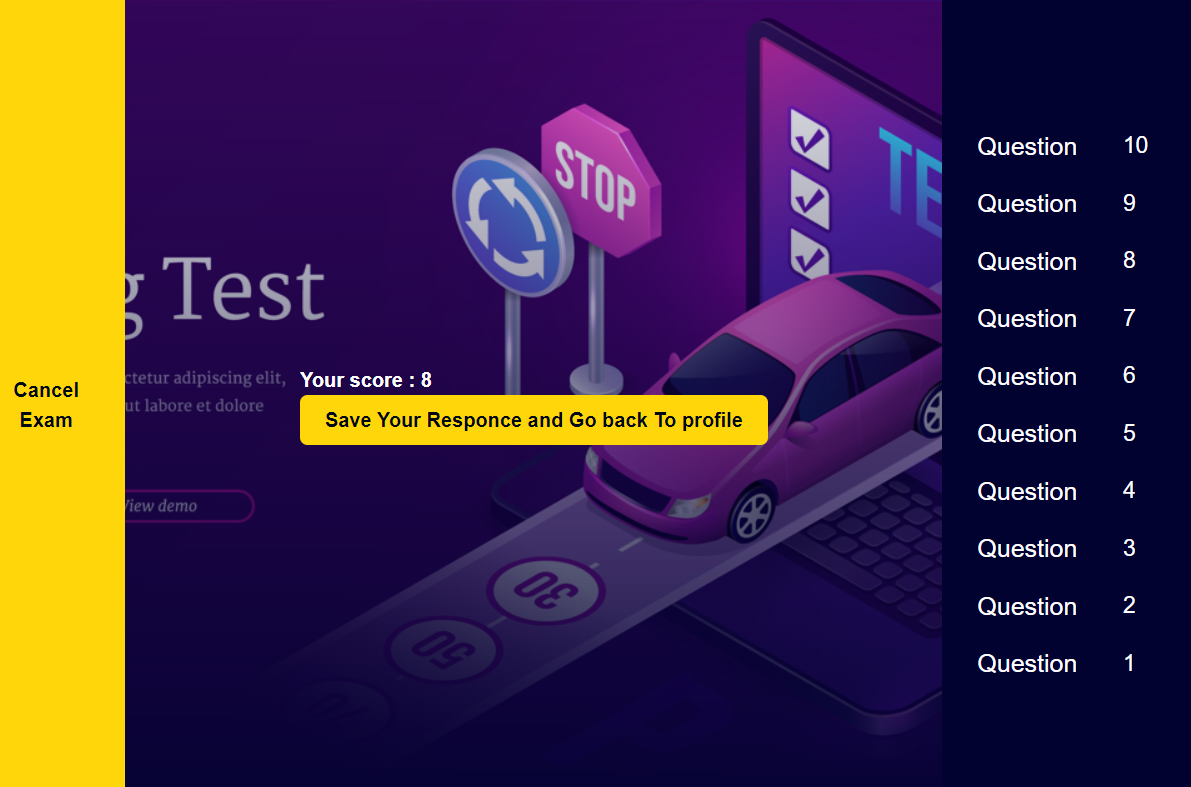 Cancel
Exam
g Test
ctetur adipiscing elit,
ut labore et dolore
View demo
STOP
TE
30
50
Your score : 8
Save Your Responce and Go back To profile
Question 10
Question 9
Question 8
Question 7
Question 6
Question 5
Question 4
Question 3
Question 2
Question 1